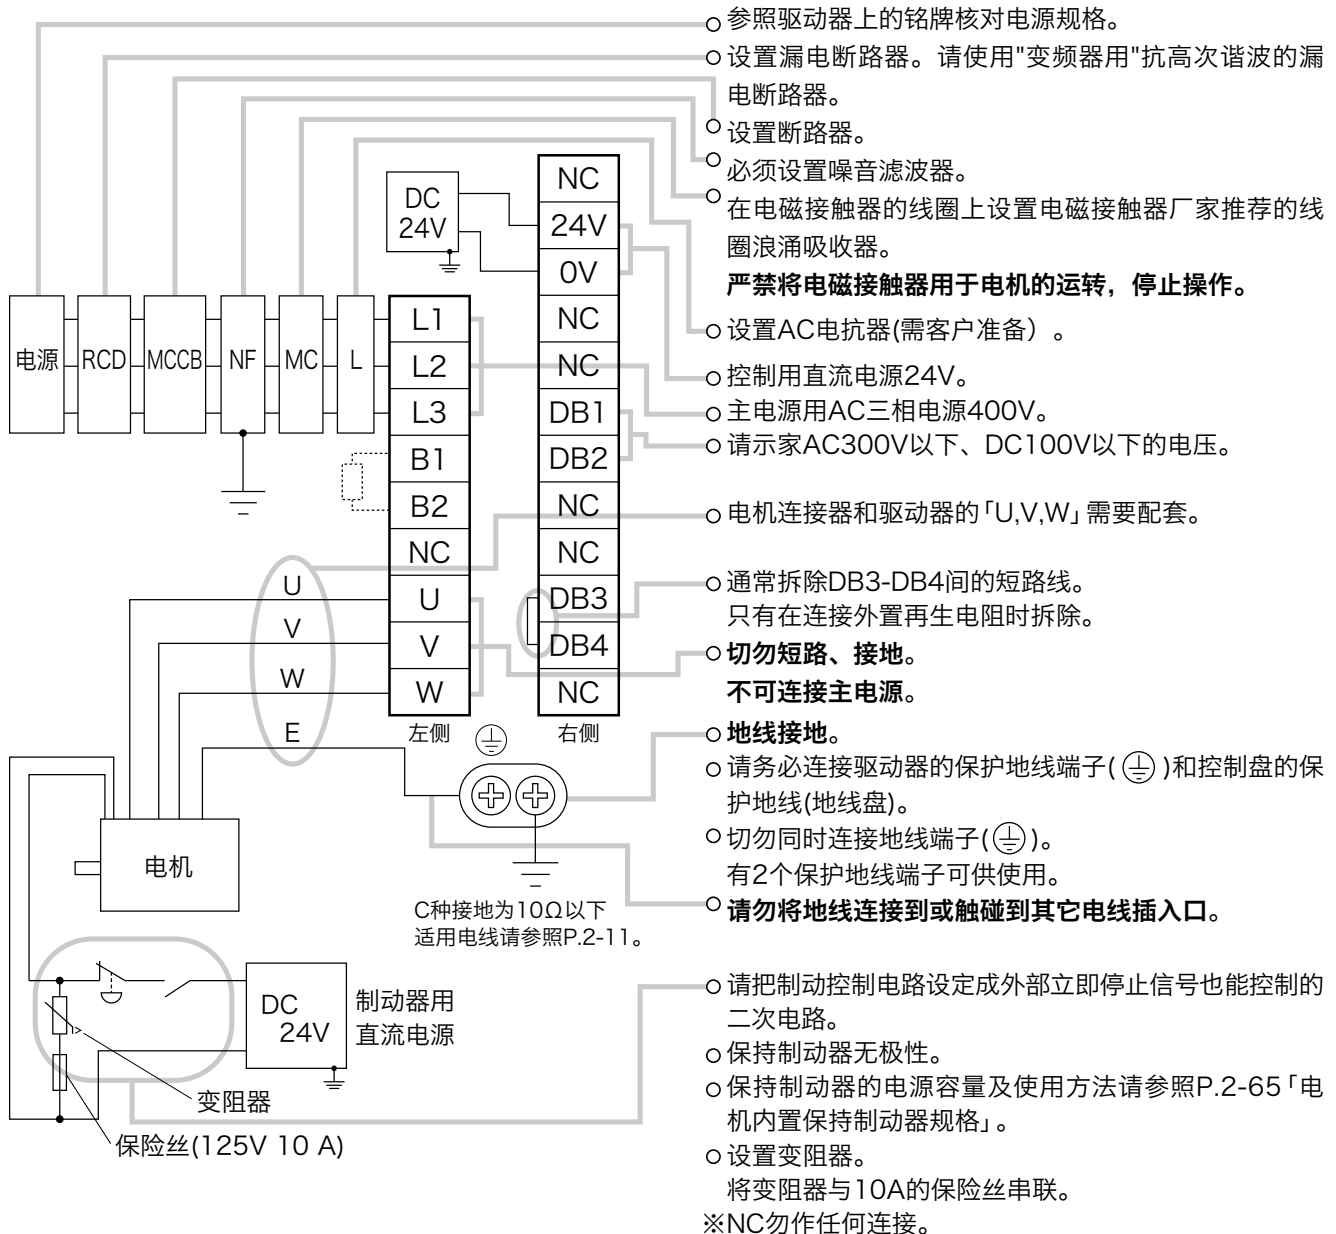 参照驱动器上的铭牌核对电源规格。
设置漏电断路器。请使用"变频器用"抗高次谐波的漏
电断路器。
设置断路器。
必须设置噪音滤波器。
在电磁接触器的线圈上设置电磁接触器厂家推荐的线
圈浪涌吸收器。
严禁将电磁接触器用于电机的运转，停止操作。
设置AC电抗器(需客户准备）。
控制用直流电源24V。
主电源用AC三相电源400V。
请示家AC300V以下、DC100V以下的电压。
电机连接器和驱动器的「U,V,W」需要配套。
通常拆除DB3-DB4间的短路线。
只有在连接外置再生电阻时拆除。
切勿短路、接地。
不可连接主电源。
地线接地。
请务必连接驱动器的保护地线端子( )和控制盘的保
护地线(地线盘)。
切勿同时连接地线端子( )。
有2个保护地线端子可供使用。
请勿将地线连接到或触碰到其它电线插入口。
请把制动控制电路设定成外部立即停止信号也能控制的
二次电路。
保持制动器无极性。
保持制动器的电源容量及使用方法请参照P.2-65「电
机内置保持制动器规格」。
设置变阻器。
将变阻器与10A的保险丝串联。
※NC勿作任何连接。
电源
RCD
MCCB
NF
MC
L
DC
24V
L1
L2
L3
B1
B2
NC
U
V
W
左侧
NC
24V
0V
NC
NC
DB1
DB2
NC
NC
DB3
DB4
NC
右侧
U
V
W
E
电机
C种接地为10Ω以下
适用电线请参照P.2-11。
DC
24V
制动器用
直流电源
变阻器
保险丝(125V 10 A)